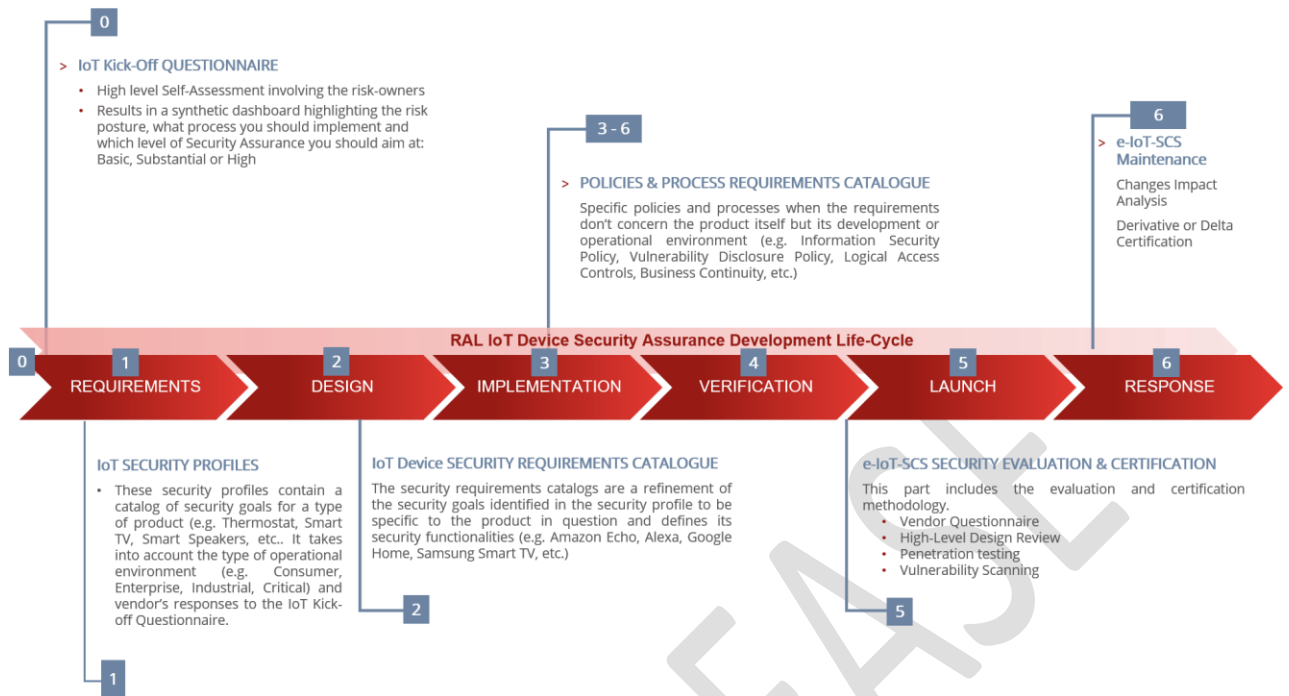 0
> IoT Kick-Off QUESTIONNAIRE
• High level Self-Assessment involving the risk-owners
• Results in a synthetic dashboard highlighting the risk
posture, what process you should implement and
which level of Security Assurance you should aim at:
Basic, Substantial or High
3 - 6
> POLICIES & PROCESS REQUIREMENTS CATALOGUE
Specific policies and processes when the requirements
don't concern the product itself but its development or
operational environment (e.g. Information Security
Policy, Vulnerability Disclosure Policy, Logical Access
Controls, Business Continuity, etc.)
6
> e-IoT-SCS
Maintenance
Changes Impact
Analysis
Derivative or Delta
Certification
RAL IoT Device Security Assurance Development Life-Cycle
0
1
REQUIREMENTS
2
DESIGN
3
IMPLEMENTATION
4
VERIFICATION
5
LAUNCH
6
RESPONSE
IoT SECURITY PROFILES
• These security profiles contain a
catalog of security goals for a type
of product (e.g. Thermostat, Smart
TV, Smart Speakers, etc.. It takes
into account the type of operational
environment (e.g. Consumer,
Enterprise, Industrial, Critical) and
vendor's responses to the IoT Kick-
off Questionnaire.
1
IoT Device SECURITY REQUIREMENTS CATALOGUE
The security requirements catalogs are a refinement of
the security goals identified in the security profile to be
specific to the product in question and defines its
security functionalities (e.g. Amazon Echo, Alexa, Google
Home, Samsung Smart TV, etc.)
2
e-IoT-SCS SECURITY EVALUATION & CERTIFICATION
This part includes the evaluation and certification
methodology.
• Vendor Questionnaire
• High-Level Design Review
• Penetration testing
• Vulnerability Scanning
5
EASE